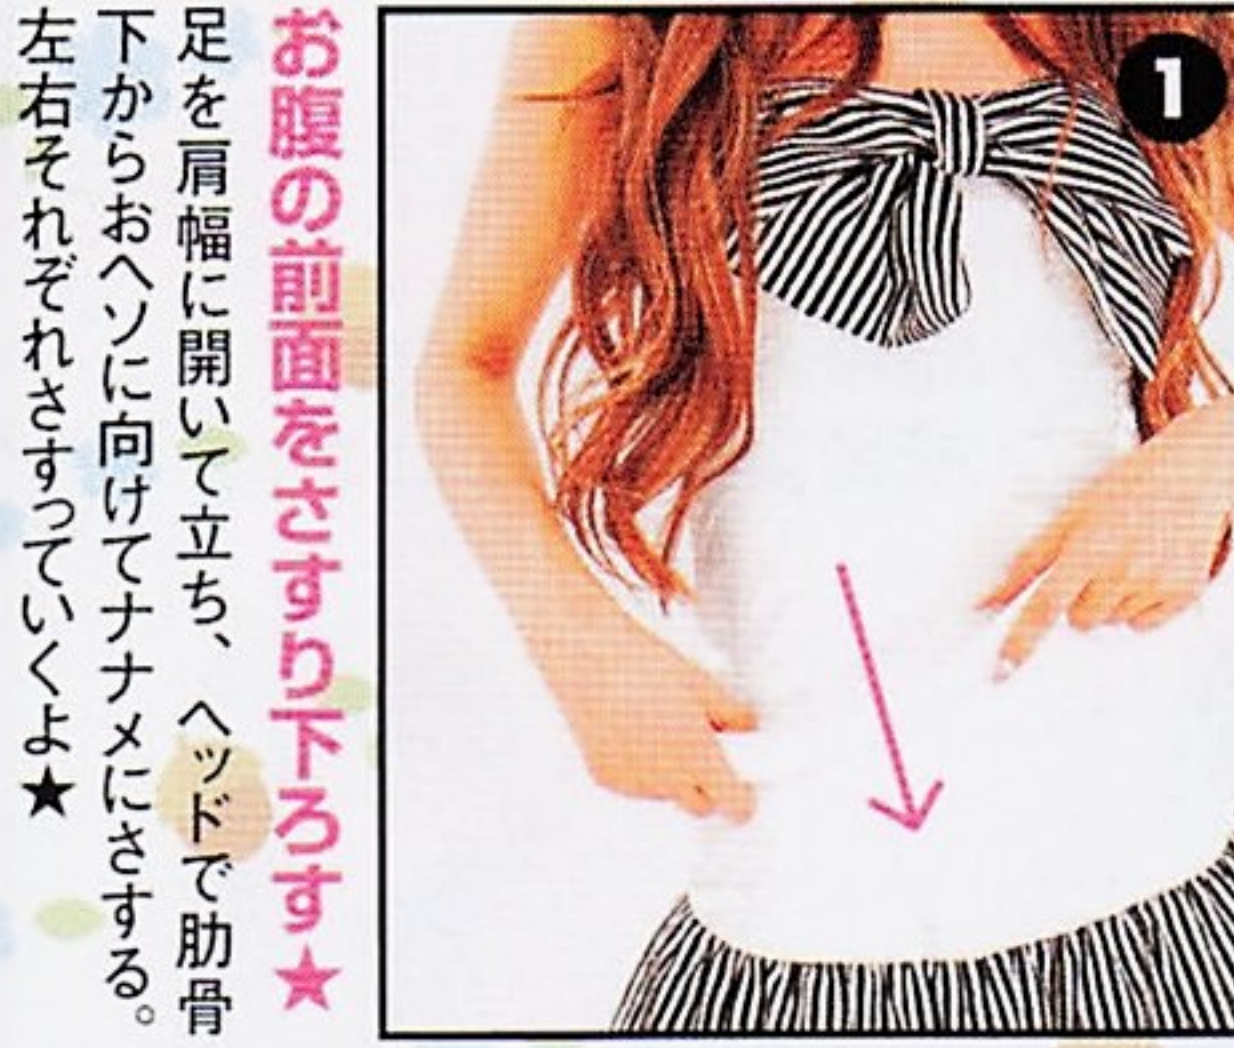 お腹の前面をさすり下ろす★
足を肩幅に開いて立ち、ヘッドで肋骨
下からおヘソに向けてナナメにさする。
左右それぞれさすっていくよ★
1